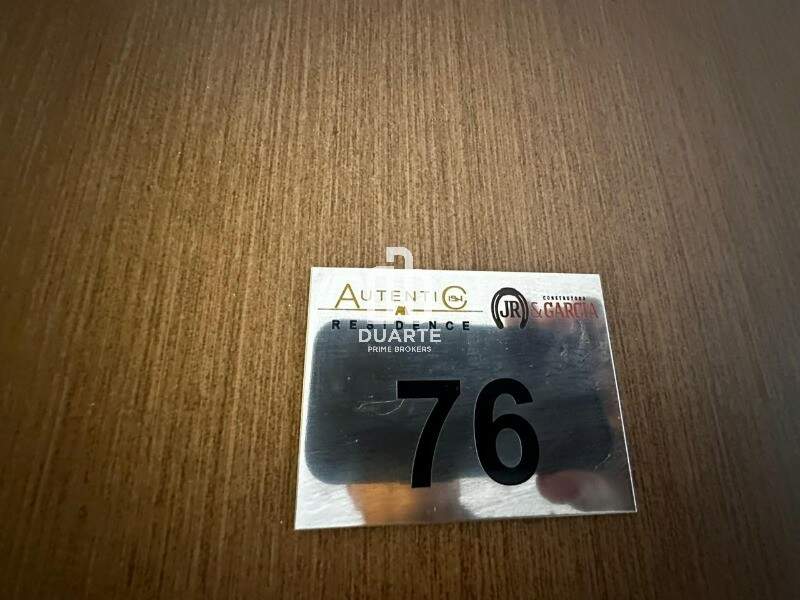 AUTENTIC
RESIDENCE
CONSTRUTORA
JR & GARCIA
DUARTE
PRIME BROKERS
76